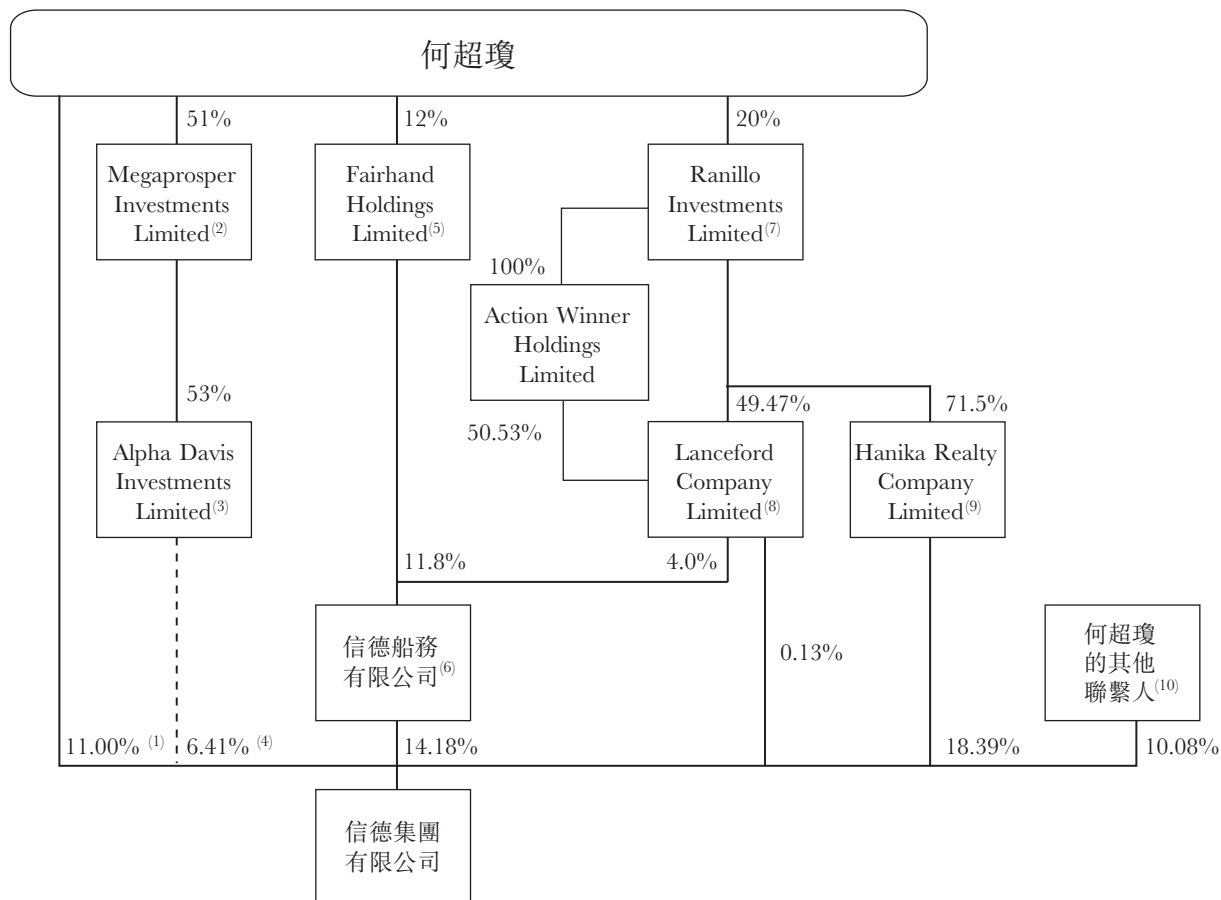 何超瓊
51%
12%
20%
Megaprosper
Investments
Limited(2)
Fairhand
Holdings
Limited(5)
Ranillo
Investments
Limited(7)
100%
Action Winner
Holdings
Limited
53%
49.47%
71.5%
50.53%
Alpha Davis
Investments
Limited(3)
Lanceford
Company
Limited(8)
Hanika Realty
Company
Limited(9)
11.8%
4.0%
信德船務
有限公司(6)
0.13%
何超瓊
的其他
聯繫人(10)
11.00% (1)
6.41% (4)
14.18%
18.39%
10.08%
信德集團
有限公司